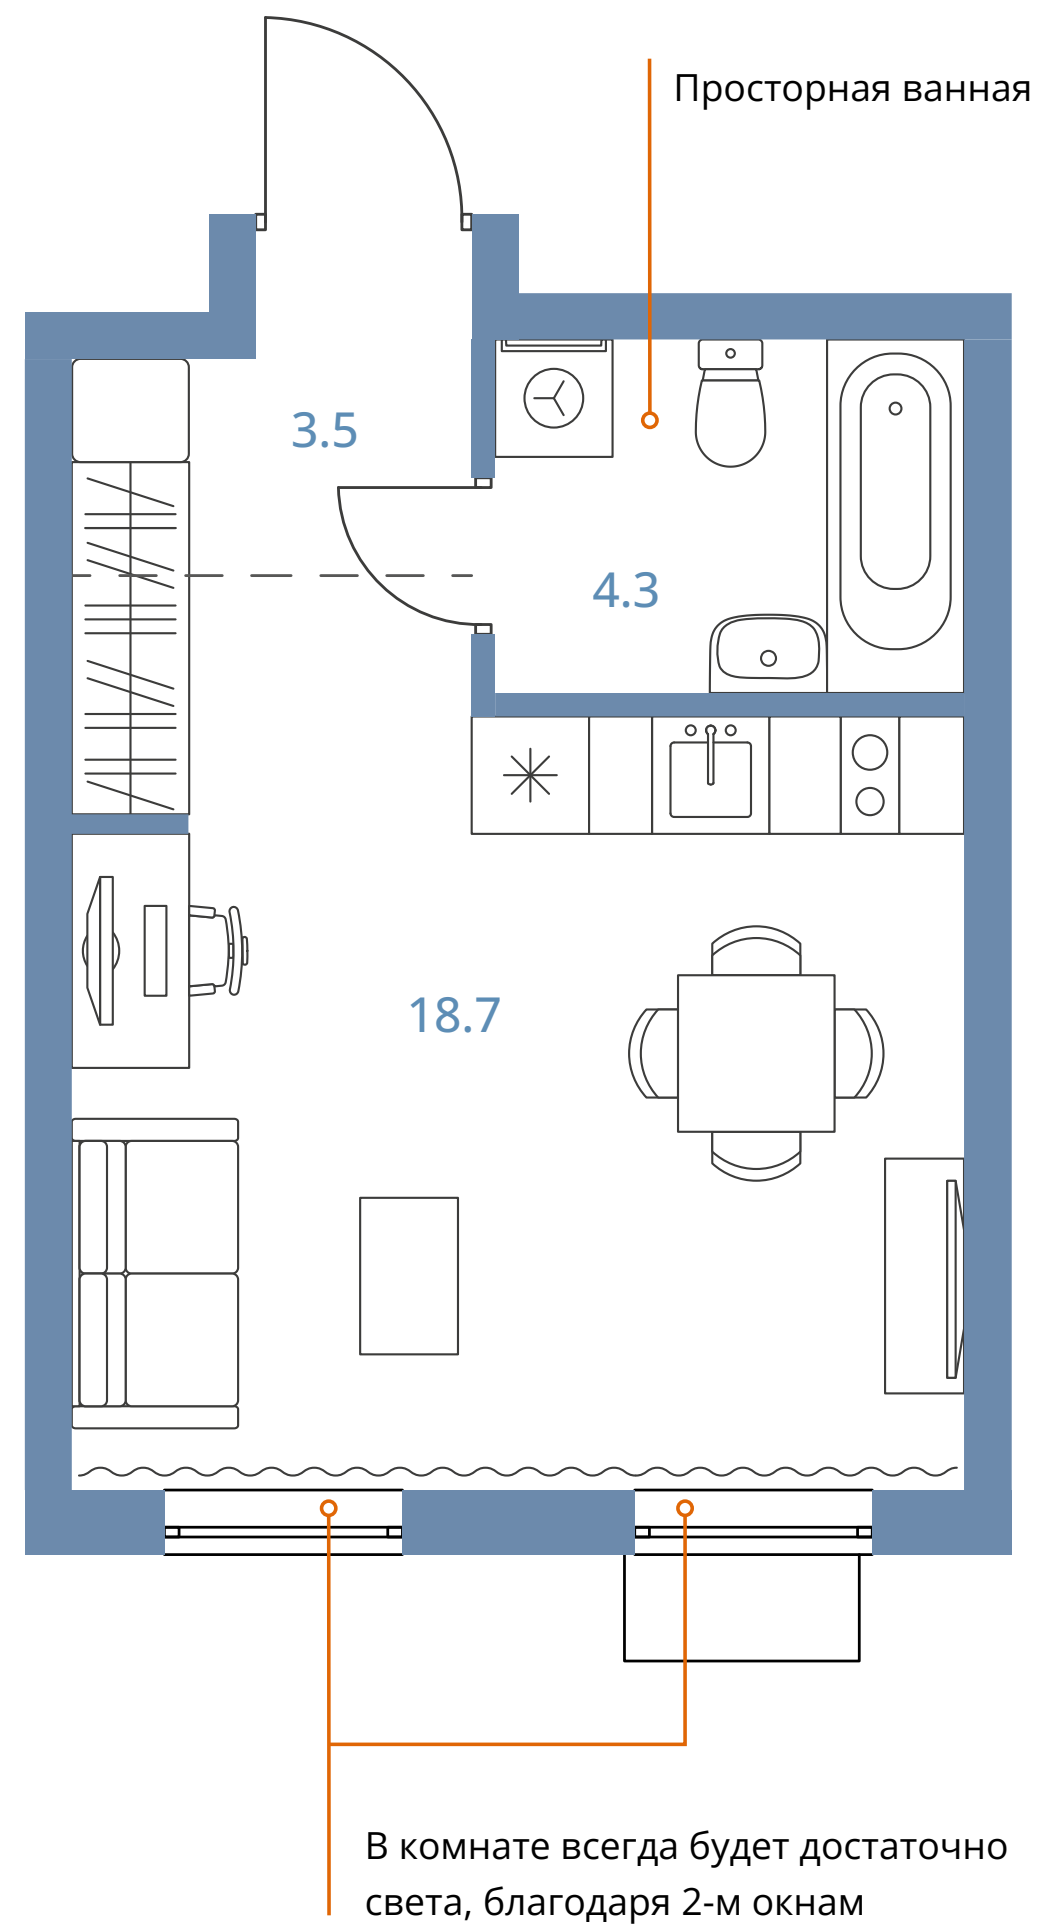 Просторная ванная
3.5
4.3
18.7
В комнате всегда будет достаточно
света, благодаря 2-м окнам